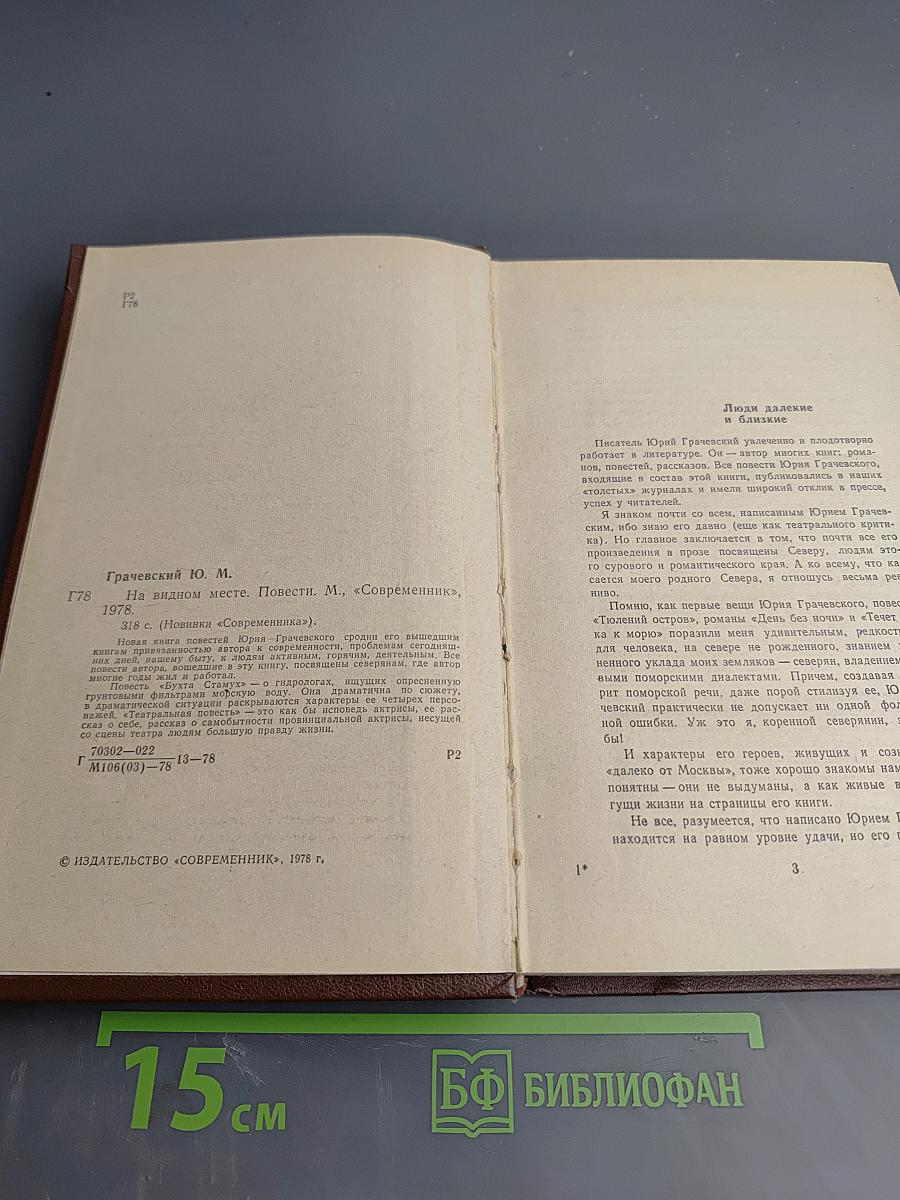 Р2
Г78
Грачевский Ю. М.
Г78 На видном месте. Повести. М., «Современник»,
1978.
318 с. (Новинки «Современника»).
Новая книга повестей Юрия Грачевского сродни его вышедшим
книгам привязанностью автора к современности, проблемам сегодняш-
них дней, нашему быту, к людям активным, горячим, деятельным. Все
повести автора, вошедшие в эту книгу, посвящены северянам, где автор
многие годы жил и работал.
Повесть «Бухта Стамух» — о гидрологах, ищущих опресненную
грунтовыми фильтрами морскую воду. Она драматична по сюжету,
в драматической ситуации раскрываются характеры ее четырех персо-
нажей. «Театральная повесть» — это как бы исповедь актрисы, ее рас-
сказ о себе, рассказ о самобытности провинциальной актрисы, несущей
со сцены театра людям большую правду жизни.
Г 70302—022
М106(03)—78 13—78 Р2
© ИЗДАТЕЛЬСТВО «СОВРЕМЕННИК», 1978 г.
Люди далекие
и близкие
Писатель Юрий Грачевский увлеченно и плодотворно
работает в литературе. Он — автор многих книг: рома-
нов, повестей, рассказов. Все повести Юрия Грачевского,
входящие в состав этой книги, публиковались в наших
«толстых» журналах и имели широкий отклик в прессе,
успех у читателей.
Я знаком почти со всем, написанным Юрием Грачев-
ским, ибо знаю его давно (еще как театрального крити-
ка). Но главное заключается в том, что почти все его
произведения в прозе посвящены Северу, людям это-
го сурового и романтического края. А ко всему, что ка-
сается моего родного Севера, я отношусь весьма рев
ниво.
Помню, как первые вещи Юрия Грачевского, повес
«Тюлений остров», романы «День без ночи» и «Течет
ка к морю» поразили меня удивительным, редкость
для человека, на севере не рожденного, знанием
ненного уклада моих земляков — северян, владением
выми поморскими диалектами. Причем, создавая
рит поморской речи, даже порой стилизуя ее, Ю
чевский практически не допускает ни одной фол
ной ошибки. Уж это я, коренной северянин,
бы!
И характеры его героев, живущих и созн
«далеко от Москвы», тоже хорошо знакомы нам
понятны — они не выдуманы, а как живые в
гущи жизни на страницы его книги.
Не все, разумеется, что написано Юрием Г
находится на равном уровне удачи, но его п
1* 3
15 см
БФ БИБЛИОФАН